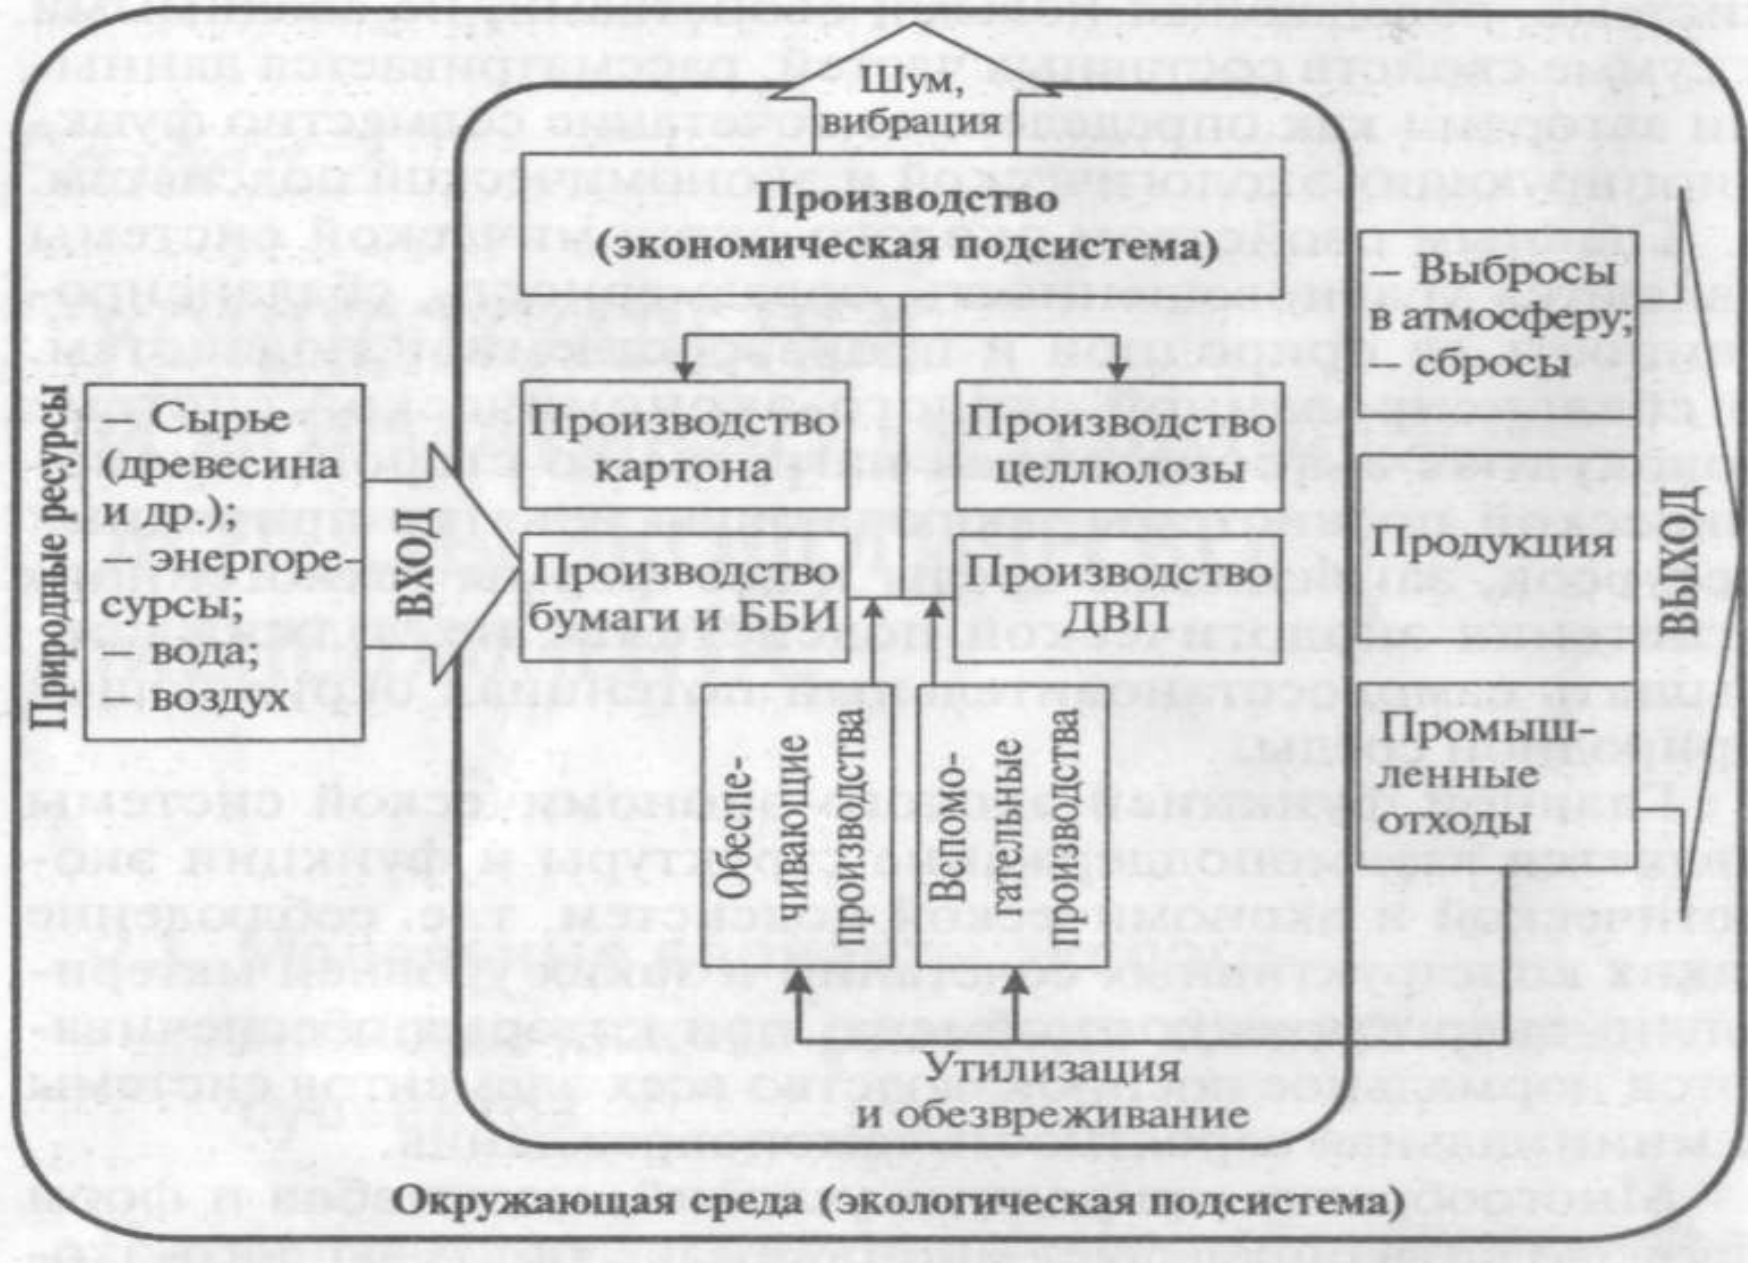 Шум,
вибрация
Производство
(экономическая подсистема)
Природные ресурсы
— Сырье
(древесина
и др.);
— энергоре-
сурсы;
— вода;
— воздух
ВХОД
Производство
картона
Производство
целлюлозы
Производство
бумаги и ББИ
Производство
ДВП
Обеспе-
чивающие
производства
Вспомо-
гательные
производства
— Выбросы
в атмосферу;
— сбросы
Продукция
Промыш-
ленные
отходы
ВЫХОД
Утилизация
и обезвреживание
Окружающая среда (экологическая подсистема)